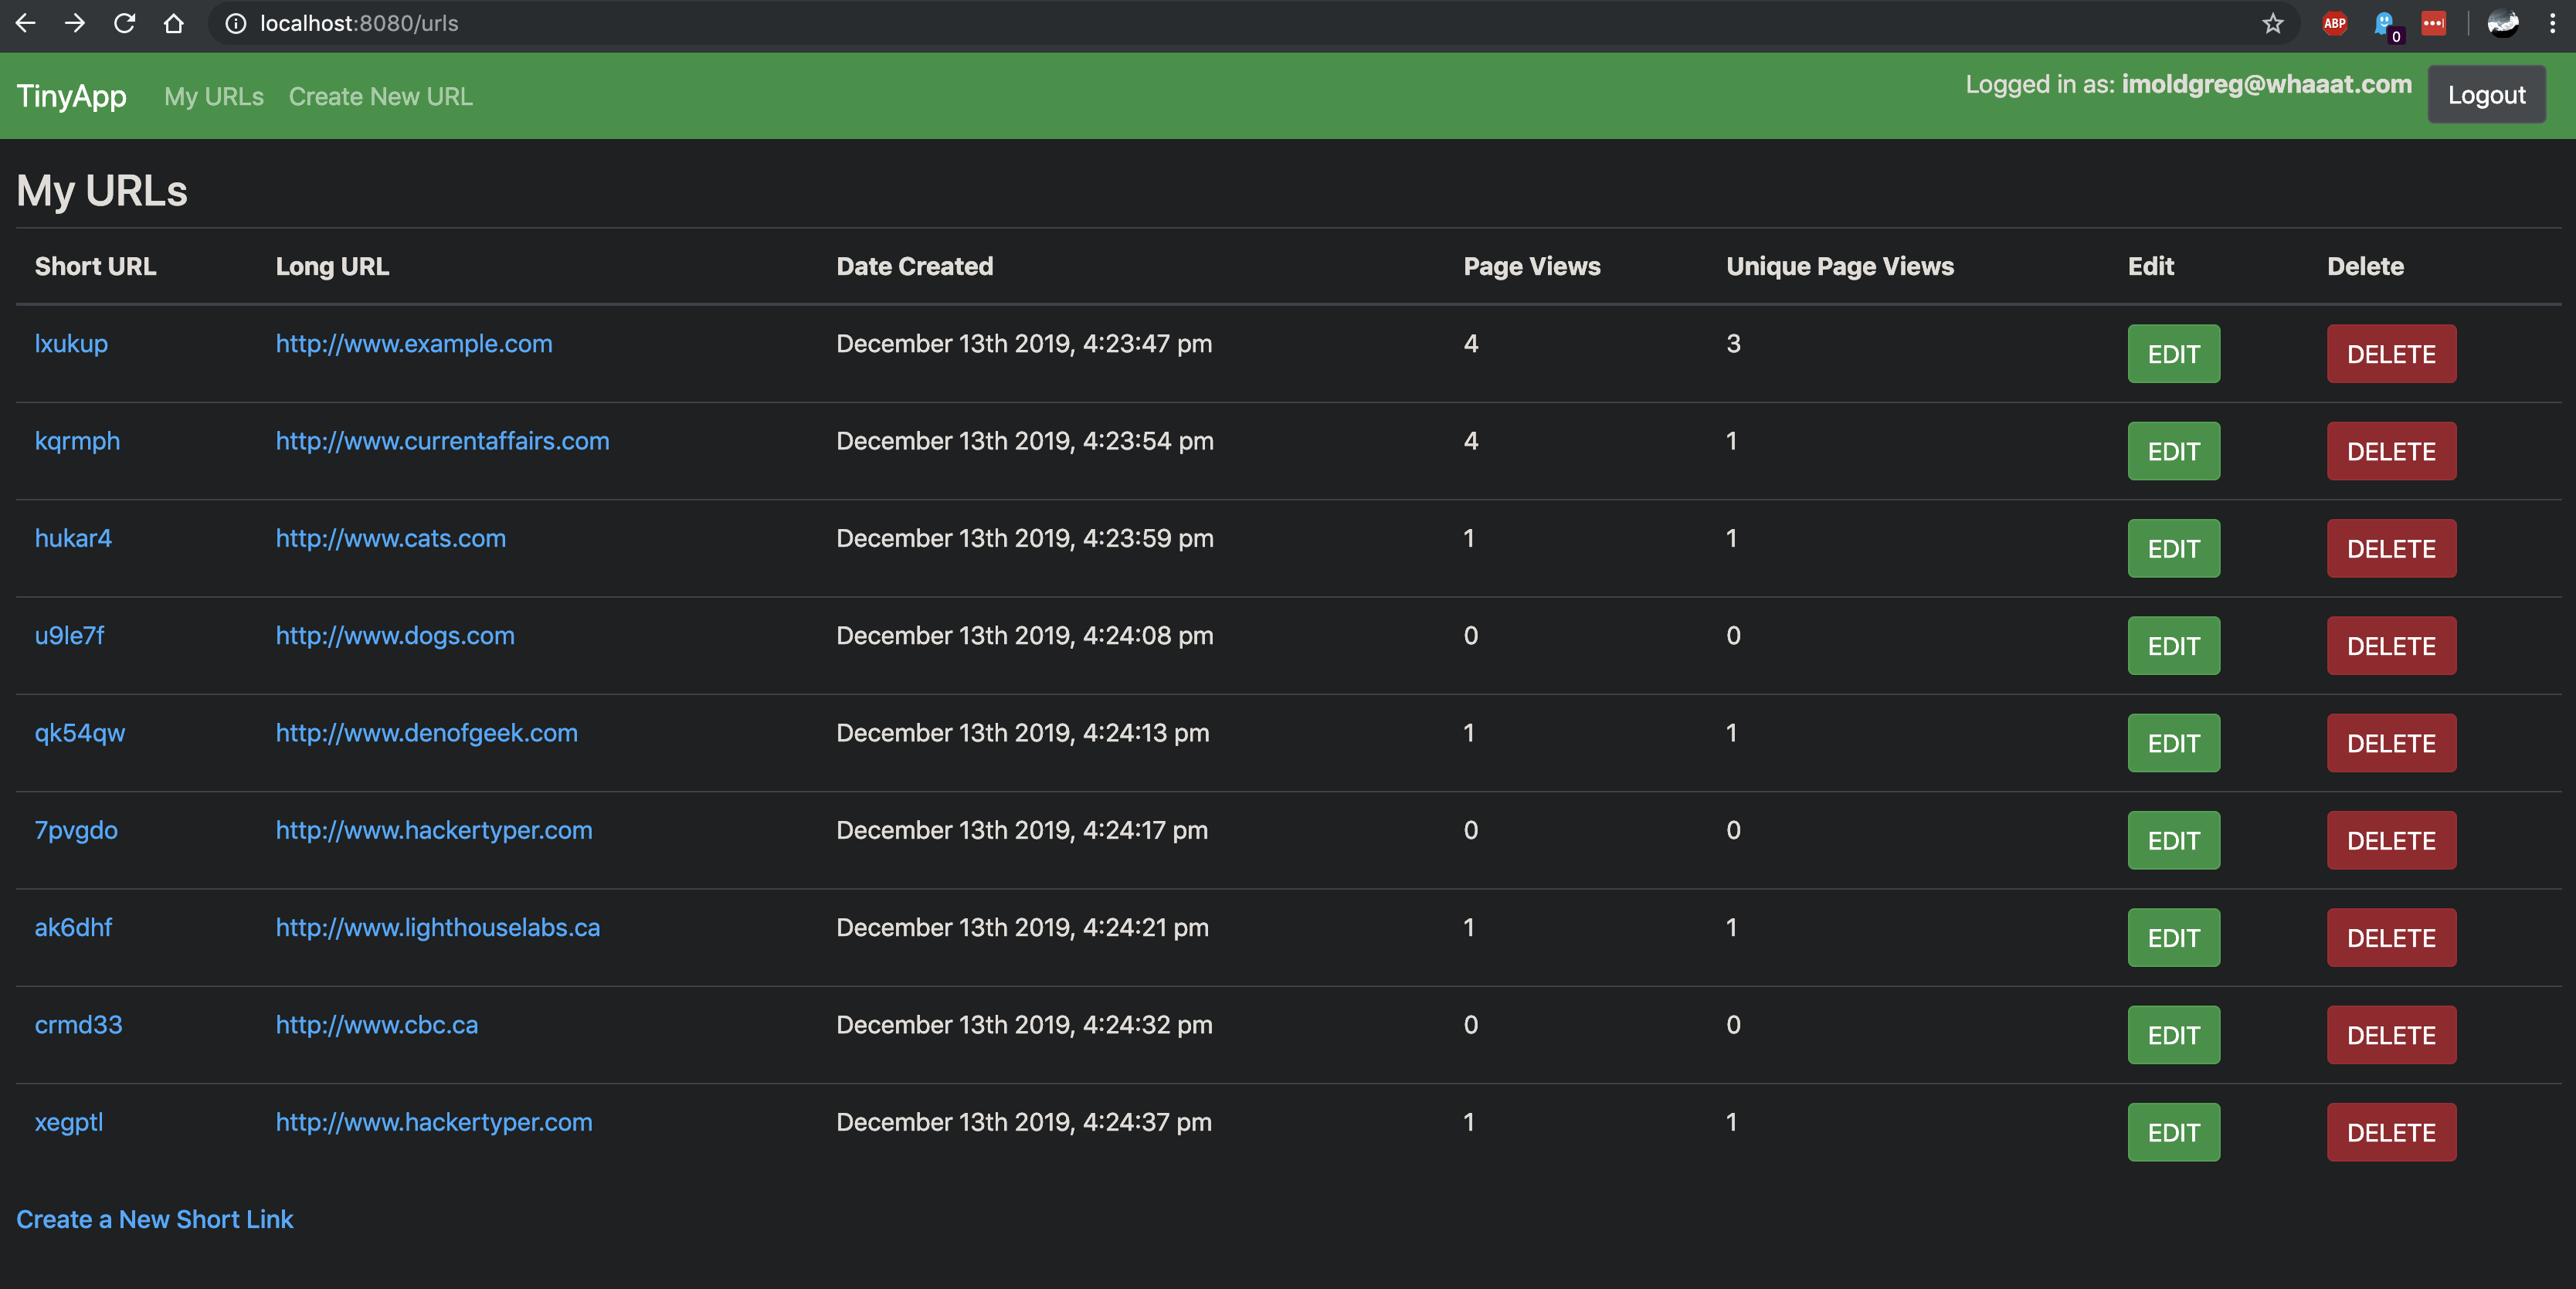 localhost:8080/urls
ABP
0
TinyApp My URLs Create New URL Logged in as: imoldgreg@whaaat.com Logout
My URLs
Short URL Long URL Date Created Page Views Unique Page Views Edit Delete
lxukup http://www.example.com December 13th 2019, 4:23:47 pm 4 3 EDIT DELETE
kqrmph http://www.currentaffairs.com December 13th 2019, 4:23:54 pm 4 1 EDIT DELETE
hukar4 http://www.cats.com December 13th 2019, 4:23:59 pm 1 1 EDIT DELETE
u9le7f http://www.dogs.com December 13th 2019, 4:24:08 pm 0 0 EDIT DELETE
qk54qw http://www.denofgeek.com December 13th 2019, 4:24:13 pm 1 1 EDIT DELETE
7pvgdo http://www.hackertyper.com December 13th 2019, 4:24:17 pm 0 0 EDIT DELETE
ak6dhf http://www.lighthouselabs.ca December 13th 2019, 4:24:21 pm 1 1 EDIT DELETE
crmd33 http://www.cbc.ca December 13th 2019, 4:24:32 pm 0 0 EDIT DELETE
xegptl http://www.hackertyper.com December 13th 2019, 4:24:37 pm 1 1 EDIT DELETE
Create a New Short Link